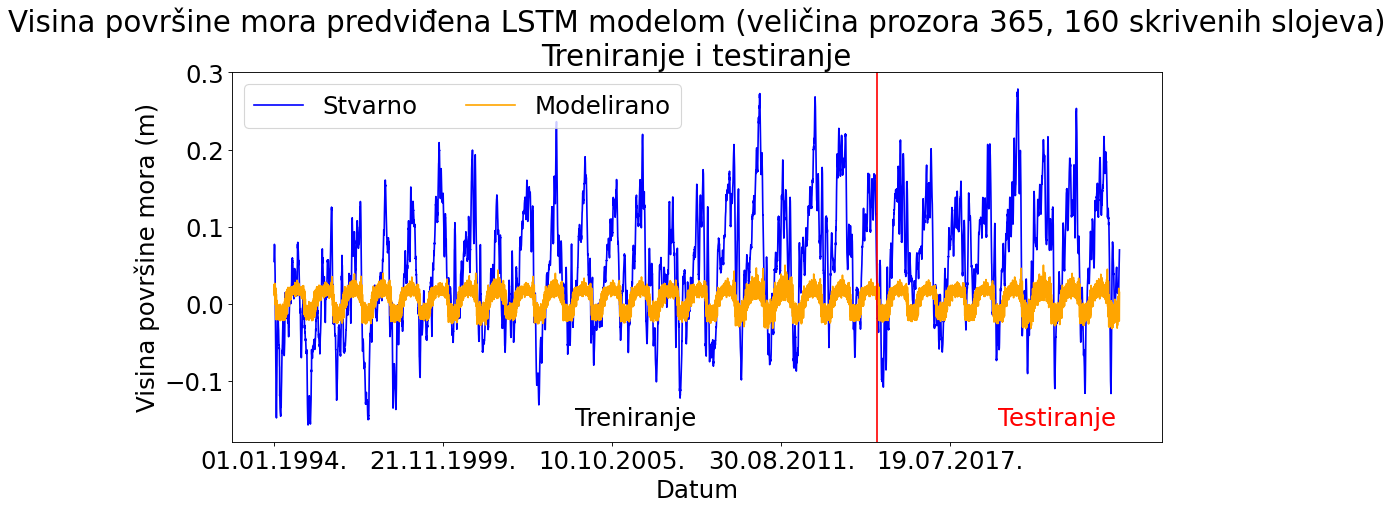 Visina površine mora predviđena LSTM modelom (veličina prozora 365, 160 skrivenih slojeva)
Treniranje i testiranje
Stvarno
Modelirano
Visina površine mora (m)
0.3
0.2
0.1
0.0
−0.1
Treniranje
Testiranje
01.01.1994.
21.11.1999.
10.10.2005.
30.08.2011.
19.07.2017.
Datum